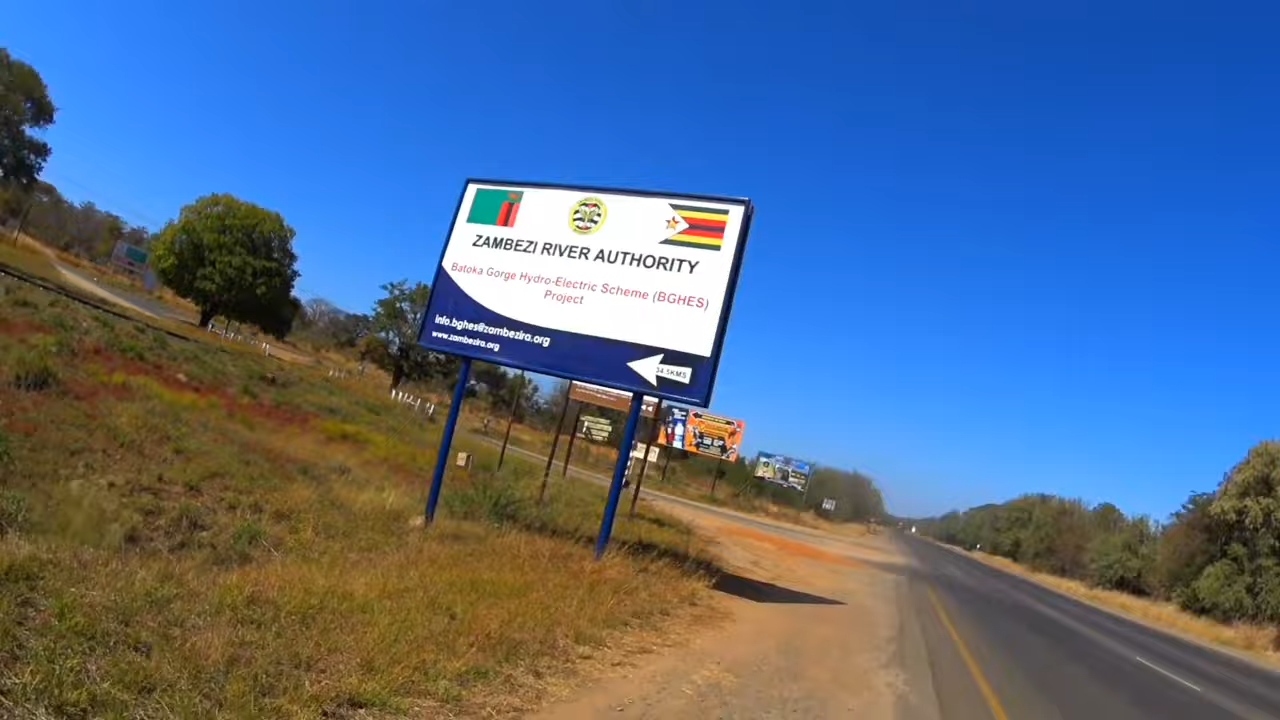 ZAMBEZI RIVER AUTHORITY
Batoka Gorge Hydro-Electric Scheme (BGHES)
Project
info.bghes@zambezira.org
www.zambezira.org
34.5KMS